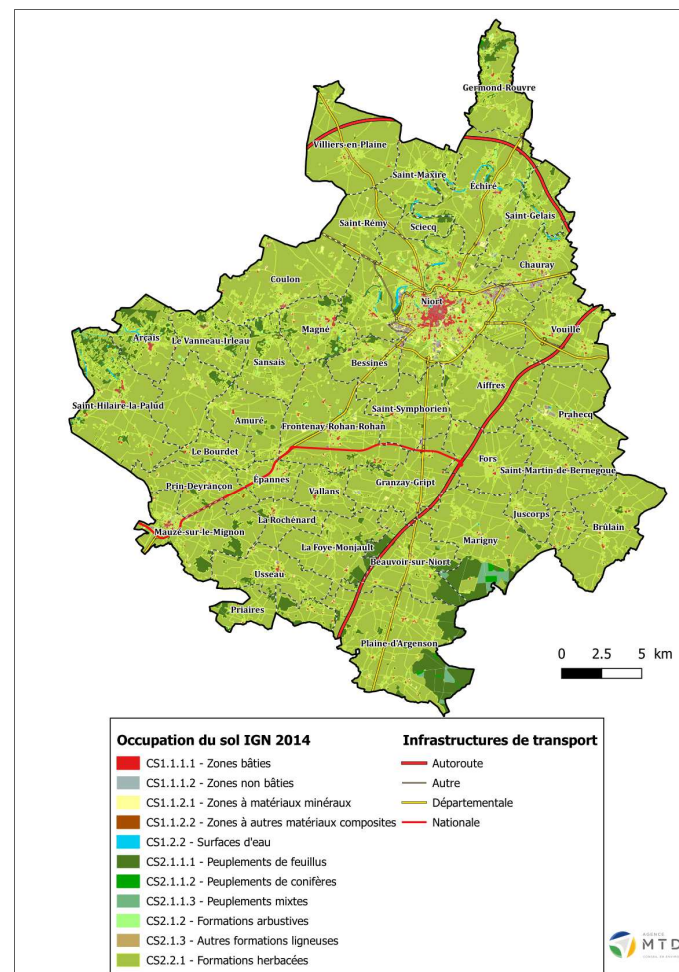 Germond-Rouvre
Villiers-en-Plaine
Saint-Maxire
Échiré
Saint-Gelais
Saint-Rémy
Sciecq
Chauray
Coulon
Niort
Magné
Vouillé
Arçais
Le Vanneau-Irleau
Sansais
Bessines
Aiffres
Saint-Hilaire-la-Palud
Saint-Symphorien
Prahecq
Amuré
Frontenay-Rohan-Rohan
Le Bourdet
Fors
Saint-Martin-de-Bernegoue
Prin-Deyrançon
Épannes
Vallans
Granzay-Gript
La Rochénard
Juscorps
Brûlain
Mauzé-sur-le-Mignon
La Foye-Monjault
Marigny
Beauvoir-sur-Niort
Usseau
Priaires
Plaine-d'Argenson
0 2.5 5 km
Occupation du sol IGN 2014
CS1.1.1.1 - Zones bâties
CS1.1.1.2 - Zones non bâties
CS1.1.2.1 - Zones à matériaux minéraux
CS1.1.2.2 - Zones à autres matériaux composites
CS1.2.2 - Surfaces d'eau
CS2.1.1.1 - Peuplements de feuillus
CS2.1.1.2 - Peuplements de conifères
CS2.1.1.3 - Peuplements mixtes
CS2.1.2 - Formations arbustives
CS2.1.3 - Autres formations ligneuses
CS2.2.1 - Formations herbacées
Infrastructures de transport
Autoroute
Autre
Départementale
Nationale
AGENCE
MTD